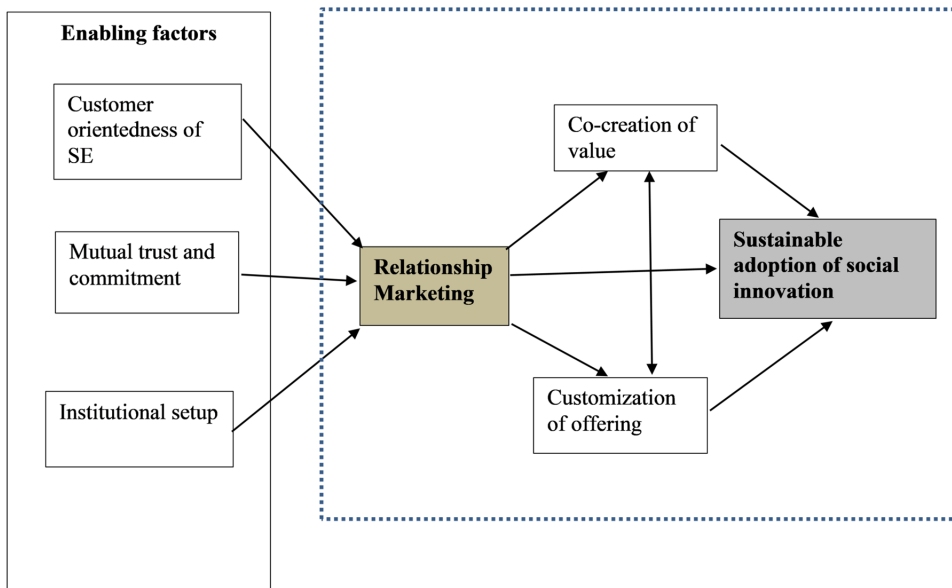 Enabling factors
Customer
orientedness of
SE
Mutual trust and
commitment
Institutional setup
Relationship
Marketing
Co-creation of
value
Customization
of offering
Sustainable
adoption of social
innovation